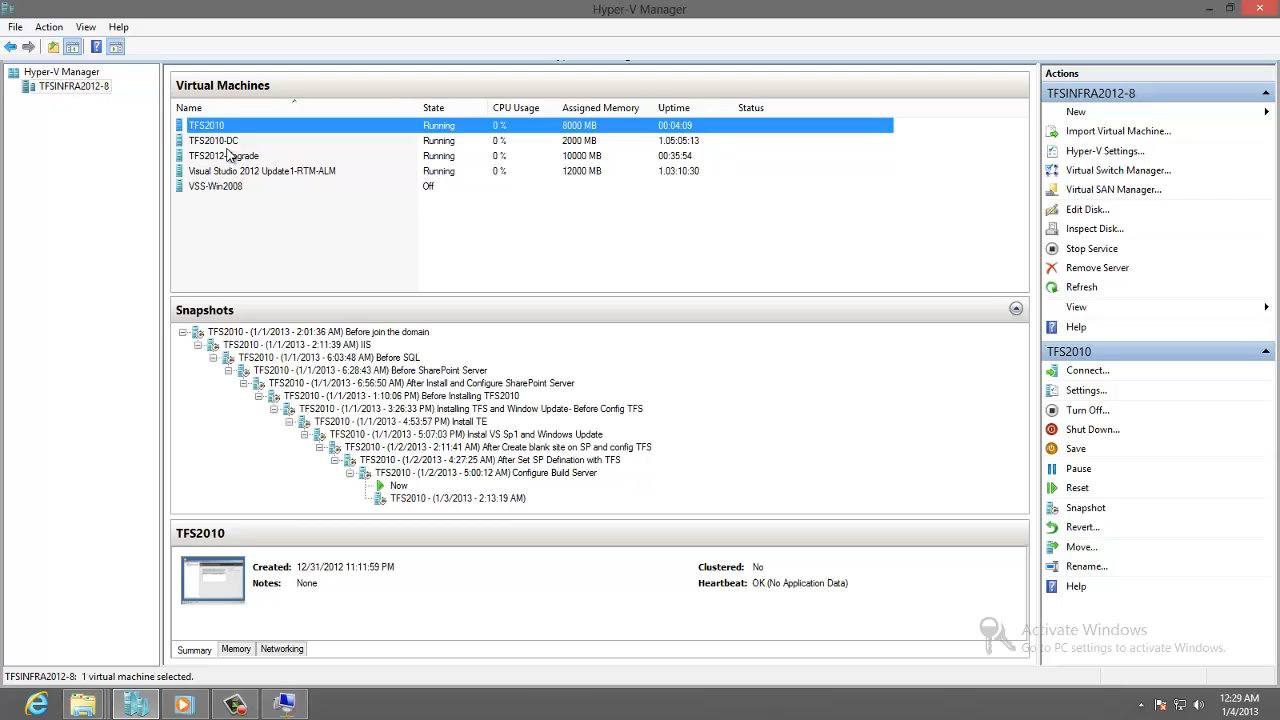 Hyper-V Manager
File Action View Help
Hyper-V Manager
TFSINFRA2012-8
Virtual Machines
Name State CPU Usage Assigned Memory Uptime Status
TFS2010 Running 0 % 8000 MB 00:04:09
TFS2010-DC Running 0 % 2000 MB 1.05:05:13
Running 0 % 10000 MB 00:35:54
Visual Studio 2012 Update1-RTM-ALM Running 0 % 12000 MB 1.03:10:30
VSS-Win2008 Off
Snapshots
TFS2010 - (1/1/2013 - 2:01:36 AM) Before join the domain
TFS2010 - (1/1/2013 - 2:11:39 AM) IIS
TFS2010 - (1/1/2013 - 6:03:48 AM) Before SQL
TFS2010 - (1/1/2013 - 6:28:43 AM) Before SharePoint Server
TFS2010 - (1/1/2013 - 6:56:50 AM) After Install and Configure SharePoint Server
TFS2010 - (1/1/2013 - 1:10:06 PM) Before Installing TFS2010
TFS2010 - (1/1/2013 - 3:26:33 PM) Installing TFS and Window Update- Before Config TFS
TFS2010 - (1/1/2013 - 4:53:57 PM) Install TE
TFS2010 - (1/1/2013 - 5:07:03 PM) Instal VS Sp1 and Windows Update
TFS2010 - (1/2/2013 - 2:11:41 AM) After Create blank site on SP and config TFS
TFS2010 - (1/2/2013 - 4:27:25 AM) After Set SP Defination with TFS
TFS2010 - (1/2/2013 - 5:00:12 AM) Configure Build Server
Now
TFS2010 - (1/3/2013 - 2:13:19 AM)
TFS2010
Created: 12/31/2012 11:11:59 PM Clustered: No
Notes: None Heartbeat: OK (No Application Data)
Summary Memory Networking
Actions
TFSINFRA2012-8
New
Import Virtual Machine...
Hyper-V Settings...
Virtual Switch Manager...
Virtual SAN Manager...
Edit Disk...
Inspect Disk...
Stop Service
Remove Server
Refresh
View
Help
TFS2010
Connect...
Settings...
Turn Off...
Shut Down...
Save
Pause
Reset
Snapshot
Revert...
Move...
Rename...
Help
Activate Windows
Go to PC settings to activate Windows.
TFSINFRA2012-8: 1 virtual machine selected.
12:29 AM
1/4/2013